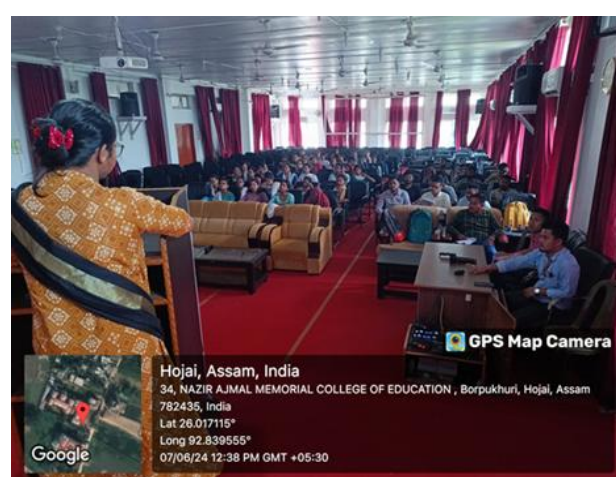 GPS Map Camera
Hojai, Assam, India
34, NAZIR AJMAL MEMORIAL COLLEGE OF EDUCATION , Borpukhuri, Hojai, Assam
782435, India
Lat 26.017115°
Long 92.839555°
07/06/24 12:38 PM GMT +05:30
Google